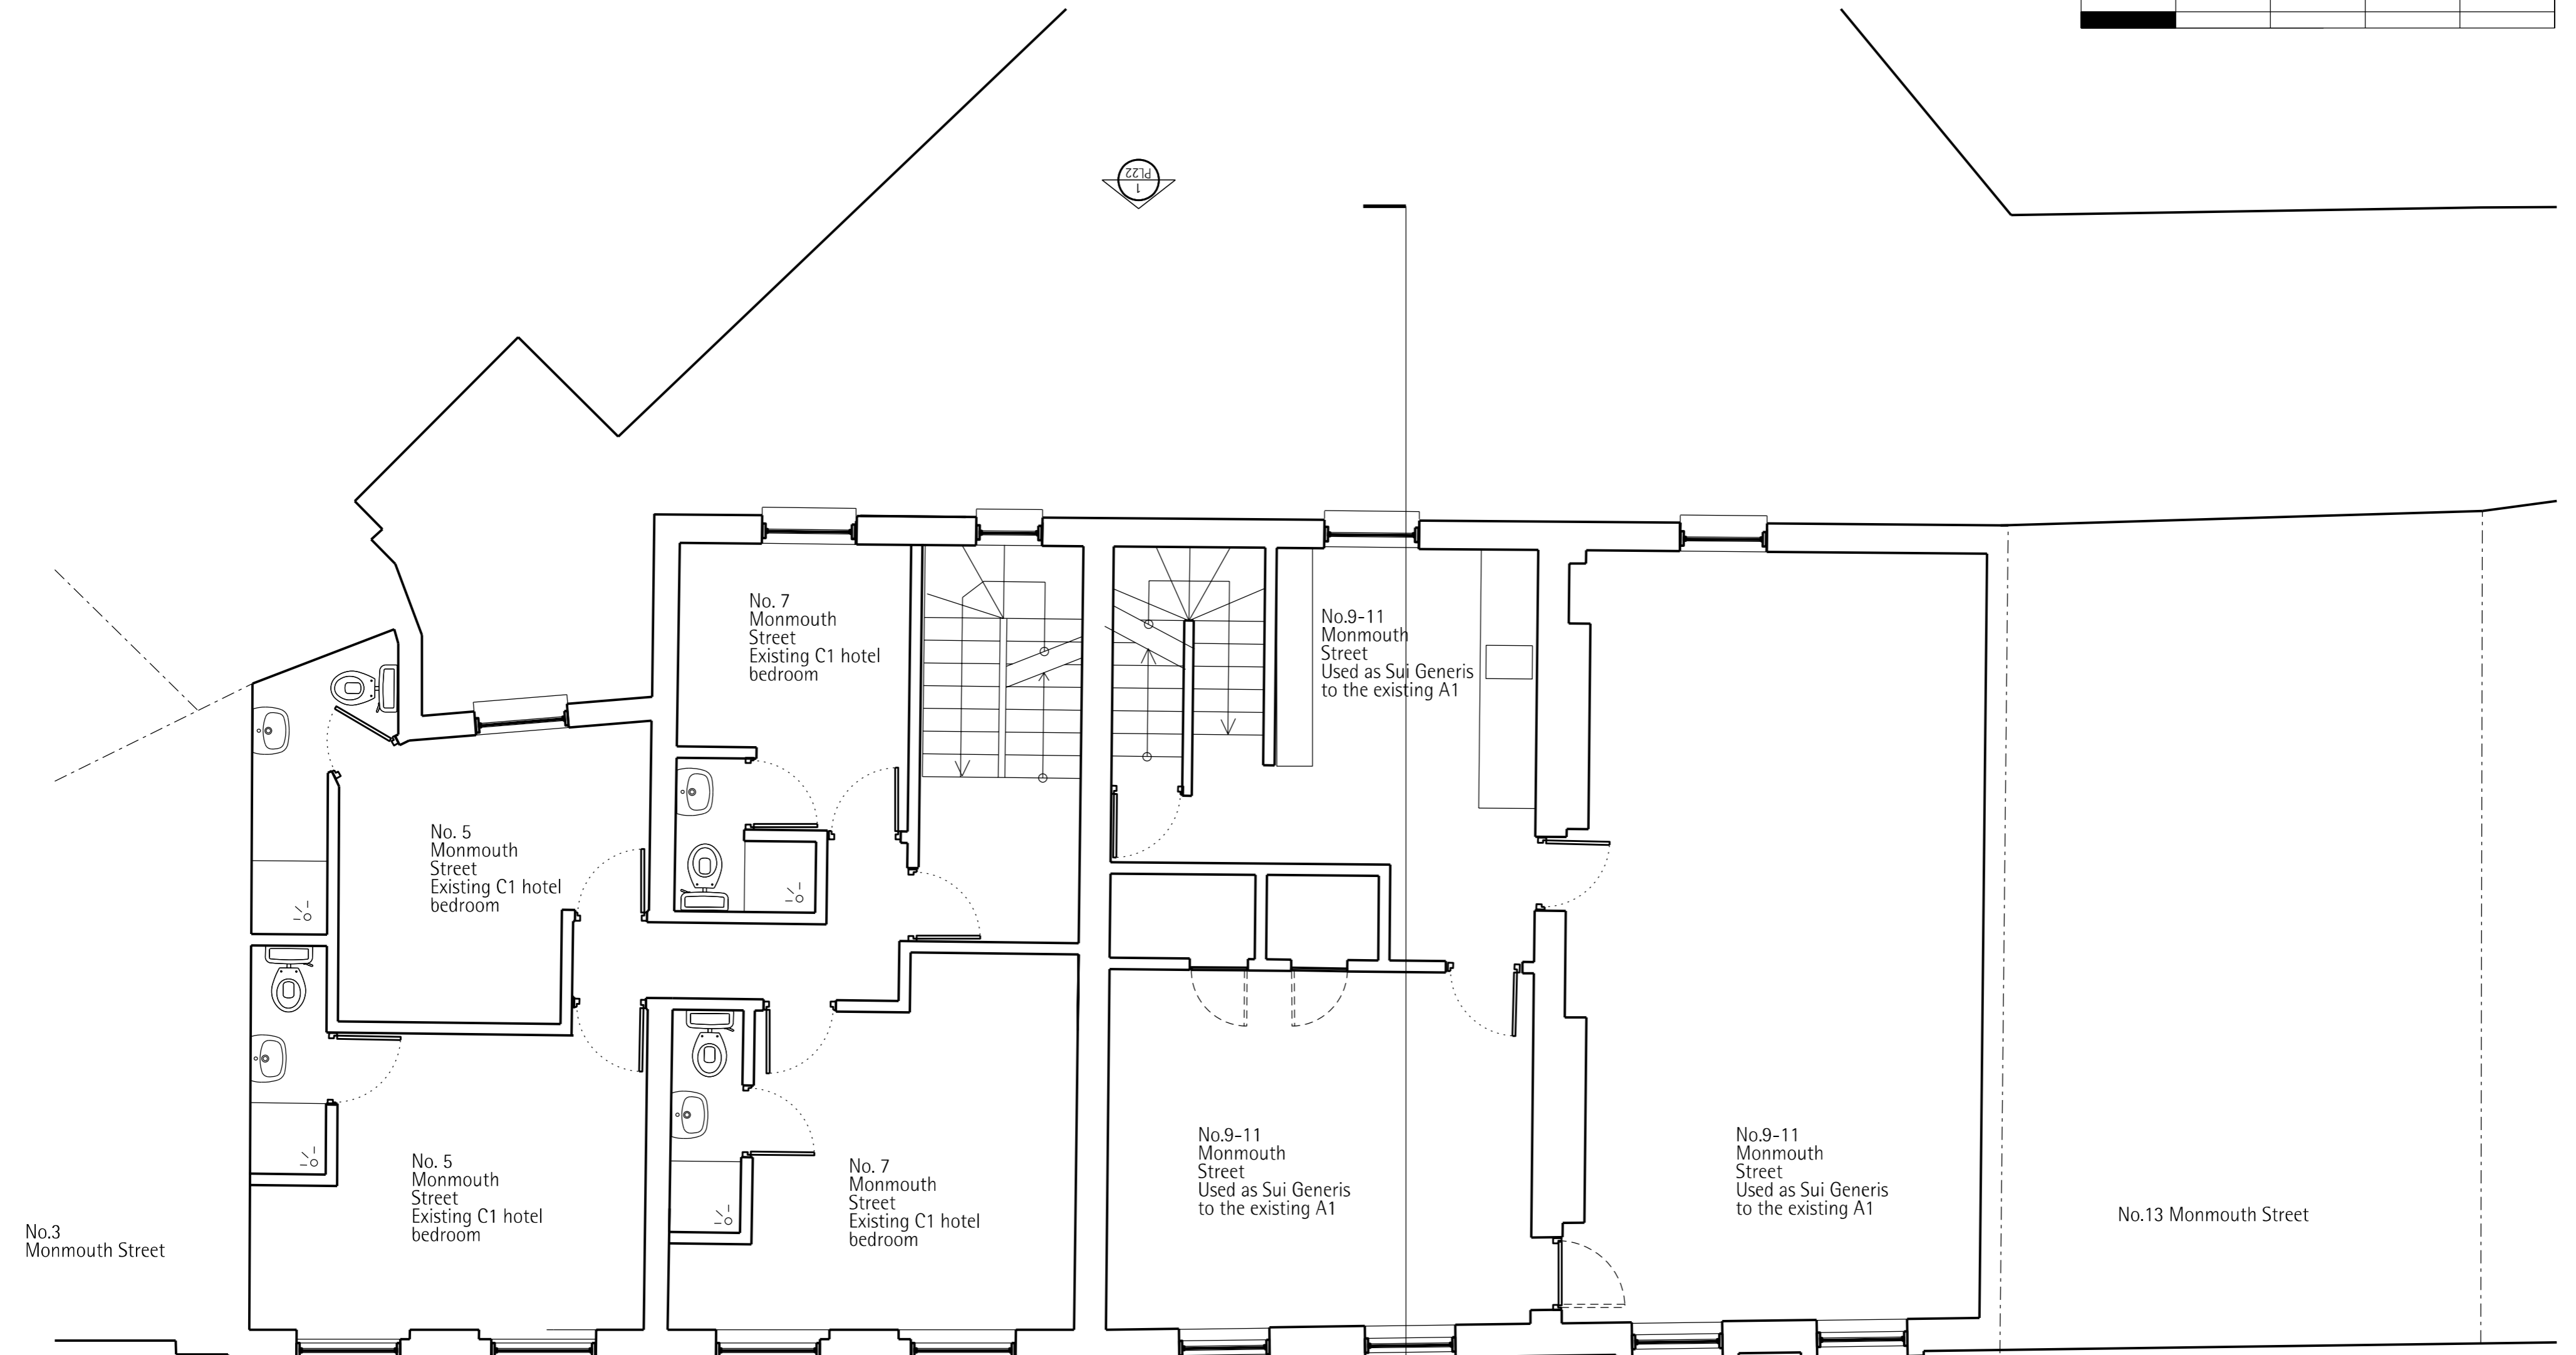 PL22
1
No. 7
Monmouth
Street
Existing C1 hotel
bedroom
No.9-11
Monmouth
Street
Used as Sui Generis
to the existing A1
No. 5
Monmouth
Street
Existing C1 hotel
bedroom
No. 5
Monmouth
Street
Existing C1 hotel
bedroom
No. 7
Monmouth
Street
Existing C1 hotel
bedroom
No.9-11
Monmouth
Street
Used as Sui Generis
to the existing A1
No.9-11
Monmouth
Street
Used as Sui Generis
to the existing A1
No.3
Monmouth Street
No.13 Monmouth Street